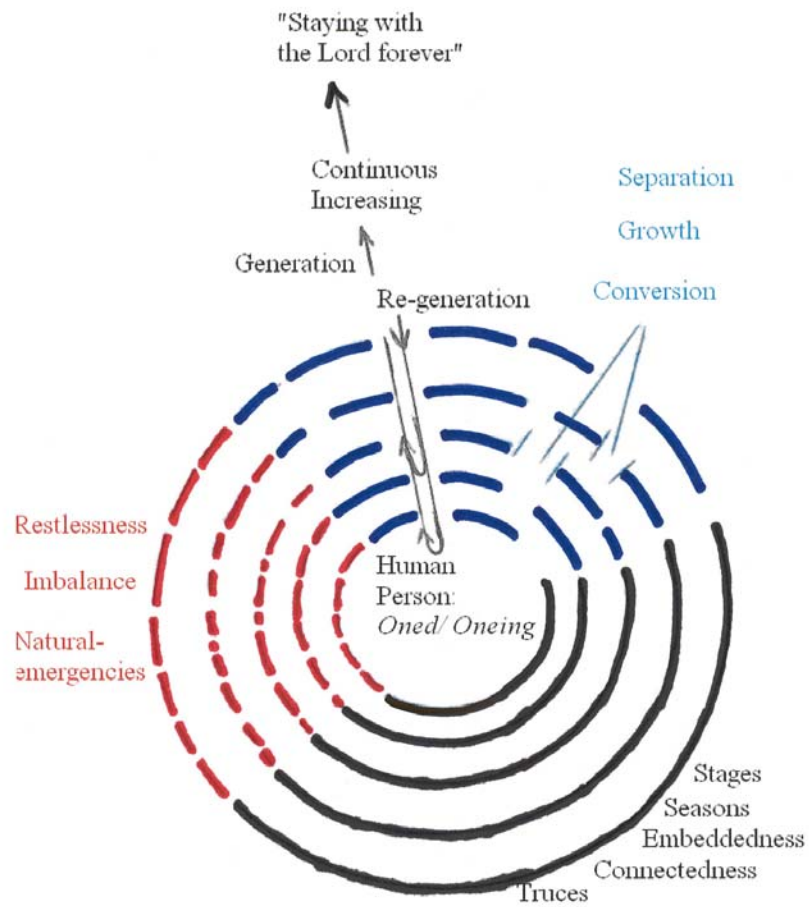 "Staying with
the Lord forever"
Continuous
Increasing
Separation
Growth
Generation
Re-generation
Conversion
Restlessness
Imbalance
Natural-
emergencies
Human
Person:
Oned/ Oneing
Stages
Seasons
Embeddedness
Connectedness
Truces